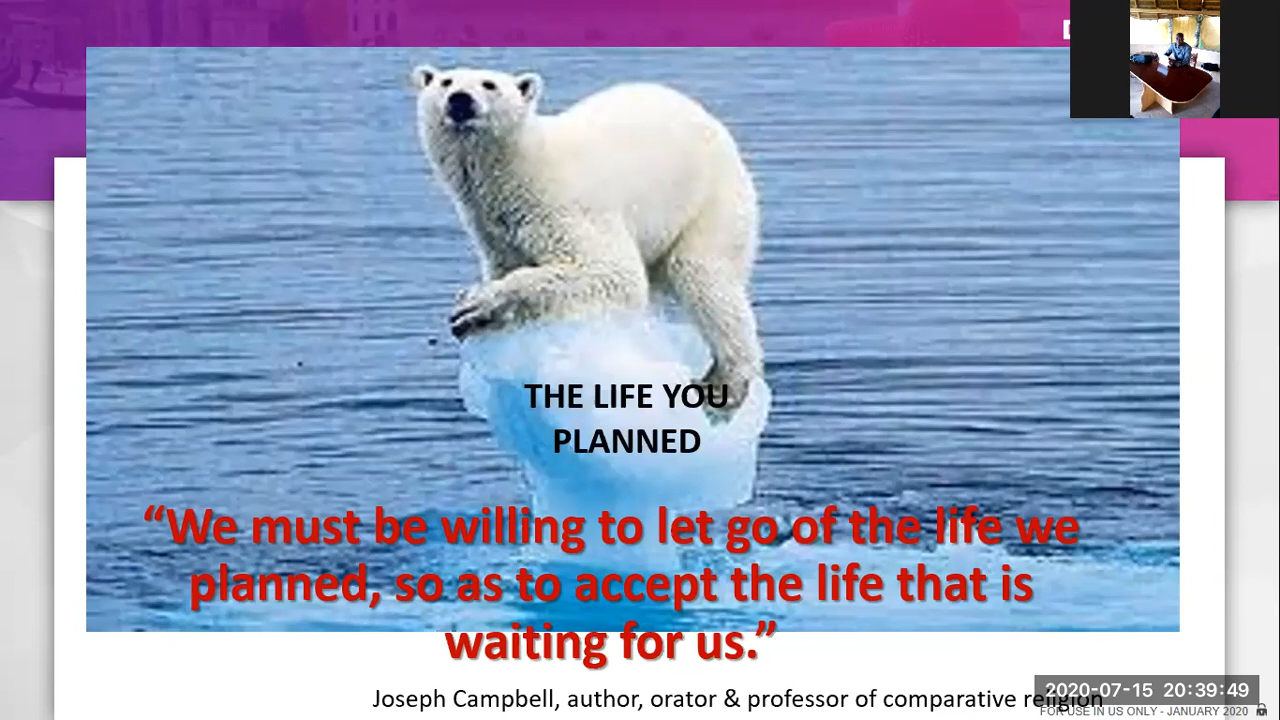 THE LIFE YOU
PLANNED
“We must be willing to let go of the life we
planned, so as to accept the life that is
waiting for us.”
Joseph Campbell, author, orator & professor of comparative religion
2020-07-15 20:39:49
FOR USE IN US ONLY - JANUARY 2020